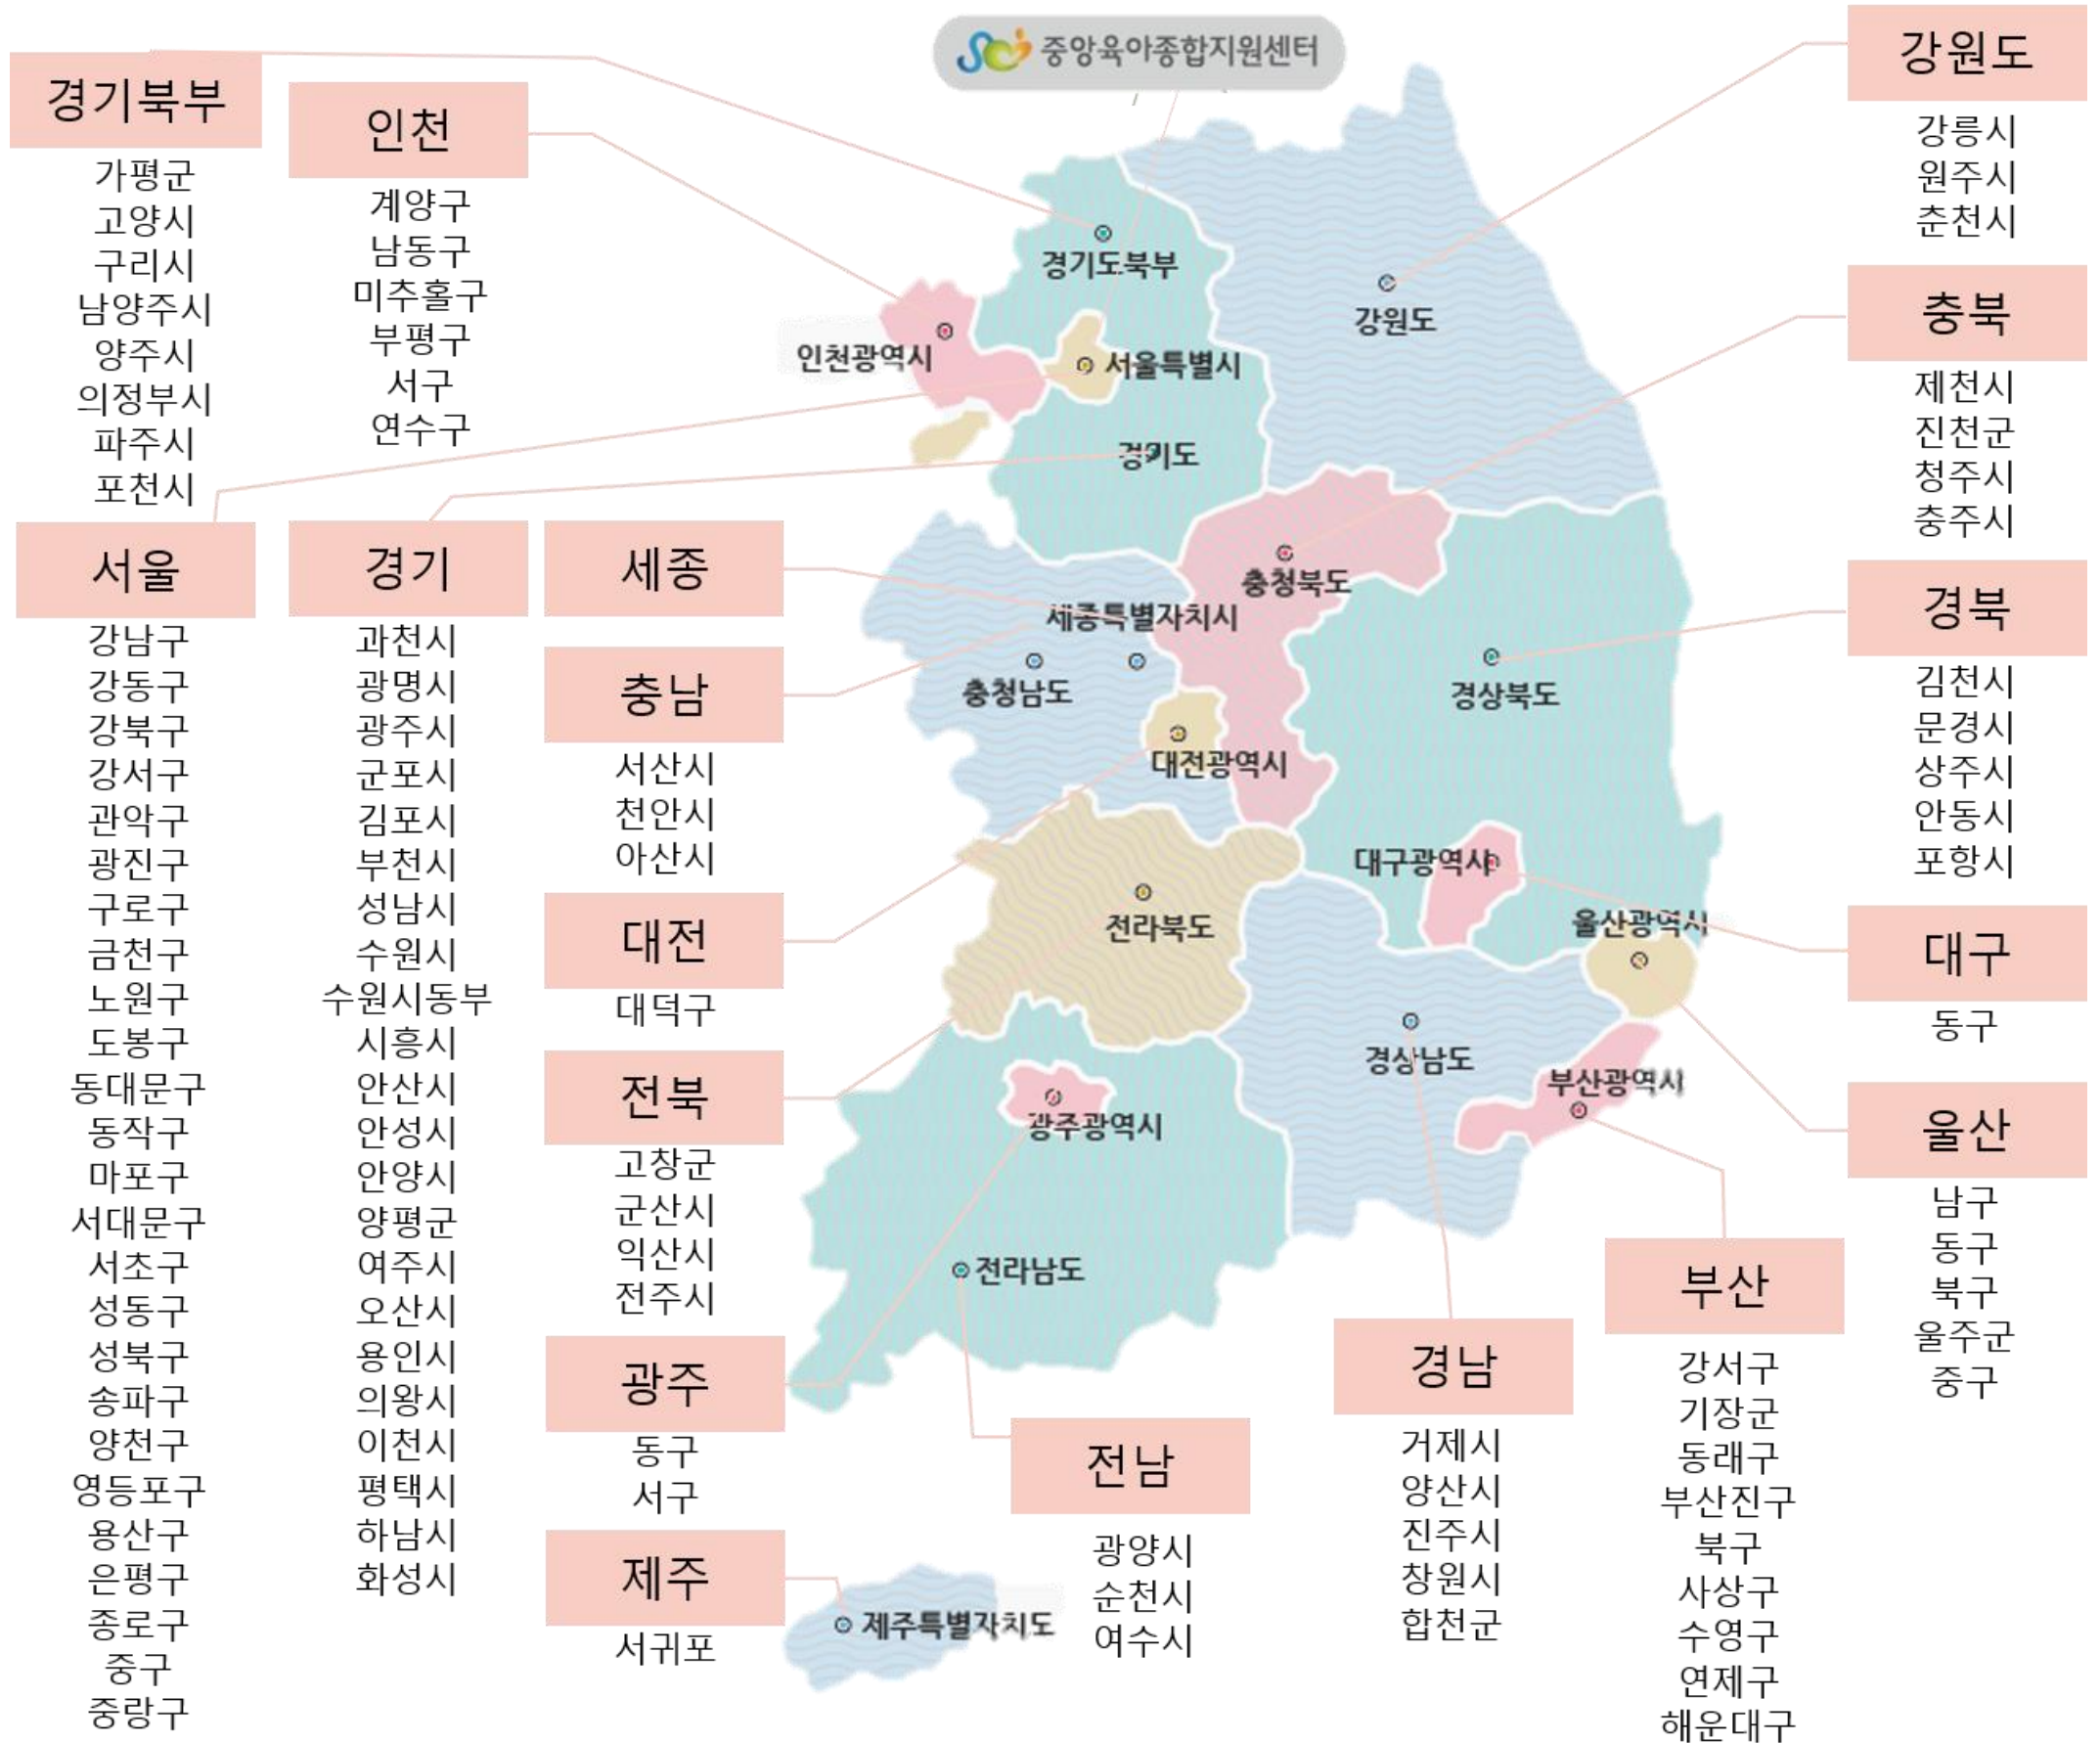 중앙육아종합지원센터
경기북부
가평군
고양시
구리시
남양주시
양주시
의정부시
파주시
포천시
인천
계양구
남동구
미추홀구
부평구
서구
연수구
서울
강남구
강동구
강북구
강서구
관악구
광진구
구로구
금천구
노원구
도봉구
동대문구
동작구
마포구
서대문구
서초구
성동구
성북구
송파구
양천구
영등포구
용산구
은평구
종로구
중구
중랑구
경기
과천시
광명시
광주시
군포시
김포시
부천시
성남시
수원시
수원시동부
시흥시
안산시
안성시
안양시
양평군
여주시
오산시
용인시
의왕시
이천시
평택시
하남시
화성시
세종
충남
서산시
천안시
아산시
대전
대덕구
전북
고창군
군산시
익산시
전주시
광주
동구
서구
제주
서귀포
경기도북부
강원도
인천광역시
서울특별시
경기도
충청북도
세종특별자치시
충청남도
경상북도
대전광역시
대구광역시
전라북도
울산광역시
경상남도
부산광역시
광주광역시
전라남도
제주특별자치도
전남
광양시
순천시
여수시
경남
거제시
양산시
진주시
창원시
합천군
부산
강서구
기장군
동래구
부산진구
북구
사상구
수영구
연제구
해운대구
강원도
강릉시
원주시
춘천시
충북
제천시
진천군
청주시
충주시
경북
김천시
문경시
상주시
안동시
포항시
대구
동구
울산
남구
동구
북구
울주군
중구